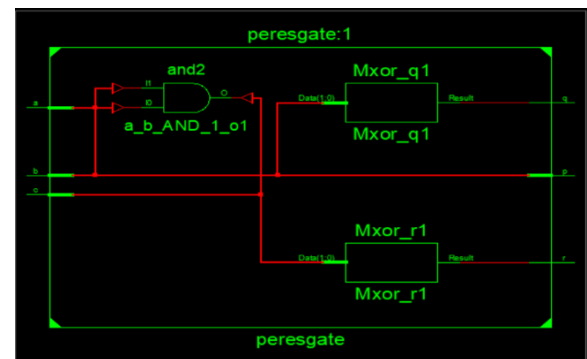 peresgate:1
and2
Mxor_q1
I1
O
Data(1:0)
Result
a
I0
q
a_b_AND_1_o1
Mxor_q1
b
p
c
Mxor_r1
Data(1:0)
Result
r
Mxor_r1
peresgate